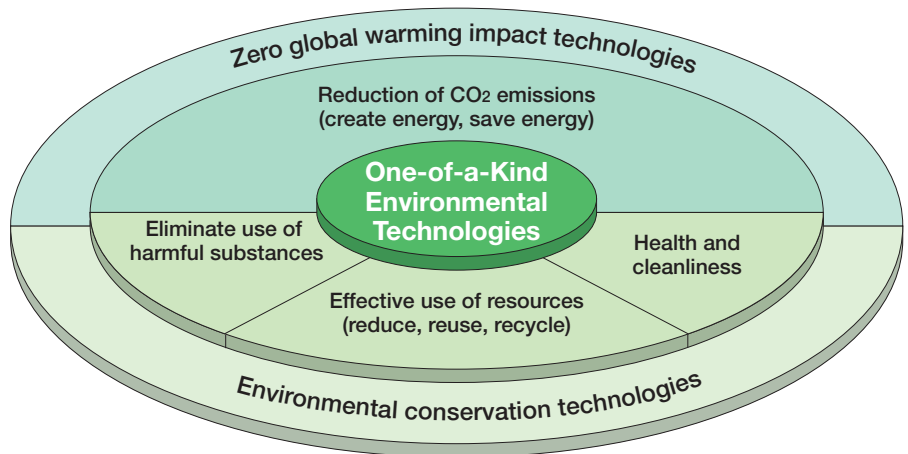 Zero global warming impact technologies
Reduction of CO2 emissions
(create energy, save energy)
One-of-a-Kind
Environmental
Technologies
Eliminate use of
harmful substances
Health and
cleanliness
Effective use of resources
(reduce, reuse, recycle)
Environmental conservation technologies